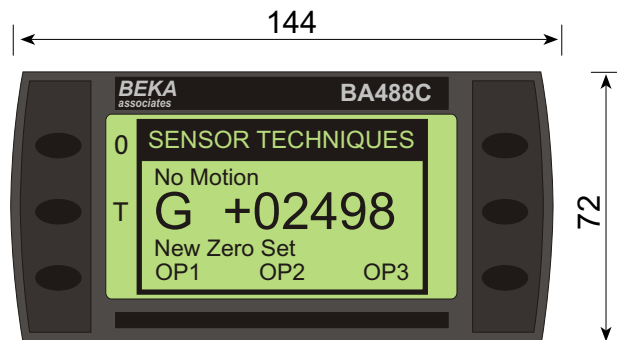 144
BEKA
associates
BA488C
0
SENSOR TECHNIQUES
No Motion
T
G +02498
New Zero Set
OP1 OP2 OP3
72